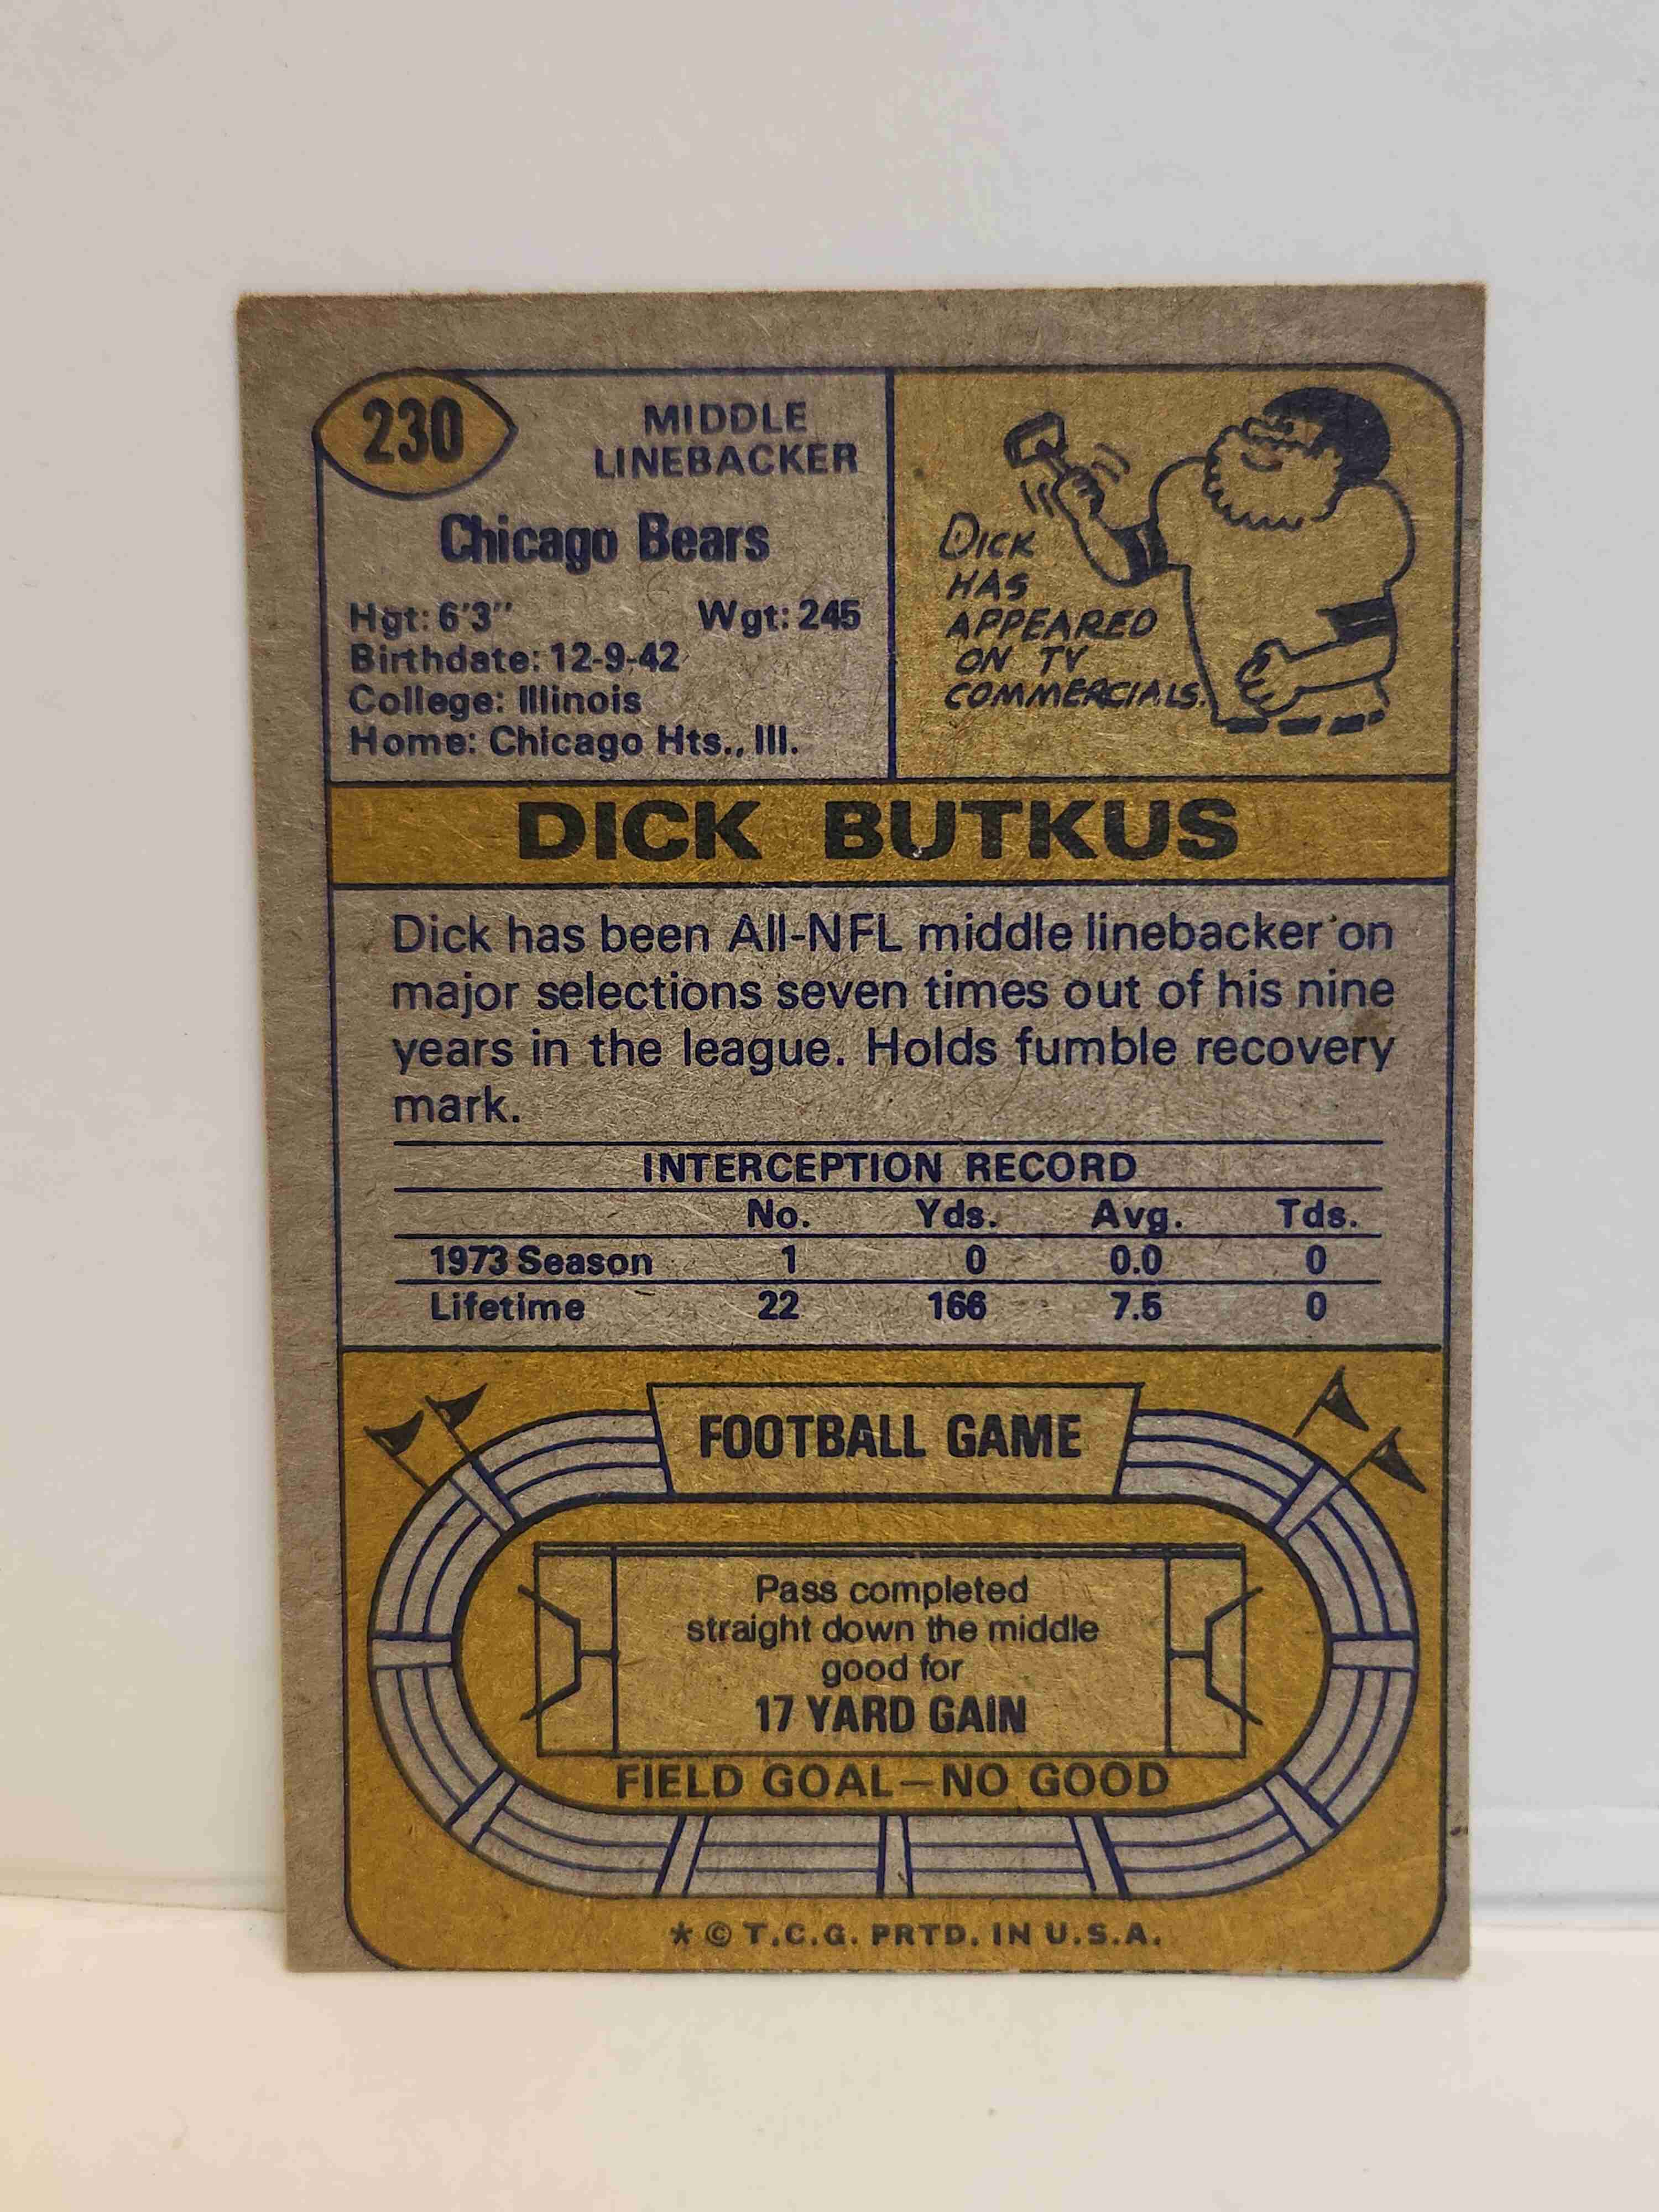 230
MIDDLE
LINEBACKER
Chicago Bears
Hgt: 6'3" Wgt: 245
Birthdate: 12-9-42
College: Illinois
Home: Chicago Hts., Ill.
DICK
HAS
APPEARED
ON TV
COMMERCIALS.
DICK BUTKUS
Dick has been All-NFL middle linebacker on
major selections seven times out of his nine
years in the league. Holds fumble recovery
mark.
INTERCEPTION RECORD
No. Yds. Avg. Tds.
1973 Season 1 0 0.0 0
Lifetime 22 166 7.5 0
FOOTBALL GAME
Pass completed
straight down the middle
good for
17 YARD GAIN
FIELD GOAL—NO GOOD
* © T.C.G. PRTD. IN U.S.A.